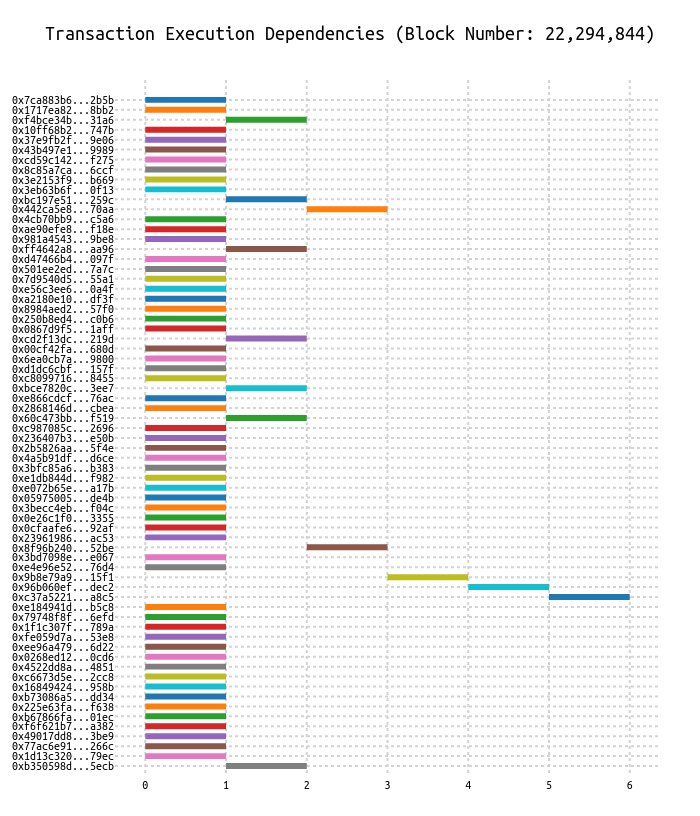 Transaction Execution Dependencies (Block Number: 22,294,844)
0x7ca883b6...2b5b
0x1717ea82...8bb2
0xf4bce34b...31a6
0x10ff68b2...747b
0x37e9fb2f...9e06
0x43b497e1...9989
0xcd59c142...f275
0x8c85a7ca...6ccf
0x3e2153f9...b669
0x3eb63b6f...0f13
0xbc197e51...259c
0x442ca5e8...70aa
0x4cb70bb9...c5a6
0xae90efe8...f18e
0x981a4543...9be8
0xff4642a8...aa96
0xd47466b4...097f
0x501ee2ed...7a7c
0x7d9540d5...55a1
0xe56c3ee6...0a4f
0xa2180e10...df3f
0x8984aed2...57f0
0x250b8ed4...c0b6
0x0867d9f5...1aff
0xcd2f13dc...219d
0x00cf42fa...680d
0x6ea0cb7a...9800
0xd1dc6cbf...157f
0xc8099716...8455
0xbce7820c...3ee7
0xe866cdcf...76ac
0x2868146d...cbea
0x60c473bb...f519
0xc987085c...2696
0x236407b3...e50b
0x2b5826aa...5f4e
0x4a5b91df...d6ce
0x3bfc85a6...b383
0xe1db844d...f982
0xe072b65e...a17b
0x05975005...de4b
0x3becc4eb...f04c
0x0e26c1f0...3355
0x0cfaafe6...92af
0x23961986...ac53
0x8f96b240...52be
0x3bd7098e...e067
0xe4e96e52...76d4
0x9b8e79a9...15f1
0x96b060ef...dec2
0xc37a5221...a8c5
0xe184941d...b5c8
0x79748f8f...6efd
0x1f1c307f...789a
0xfe059d7a...53e8
0xee96a479...6d22
0x0268ed12...0cd6
0x4522dd8a...4851
0xc6673d5e...2cc8
0x16849424...958b
0xb73086a5...dd34
0x225e63fa...f638
0xb67866fa...01ec
0xf6f621b7...a382
0x49017dd8...3be9
0x77ac6e91...266c
0x1d13c320...79ec
0xb350598d...5ecb
0 1 2 3 4 5 6